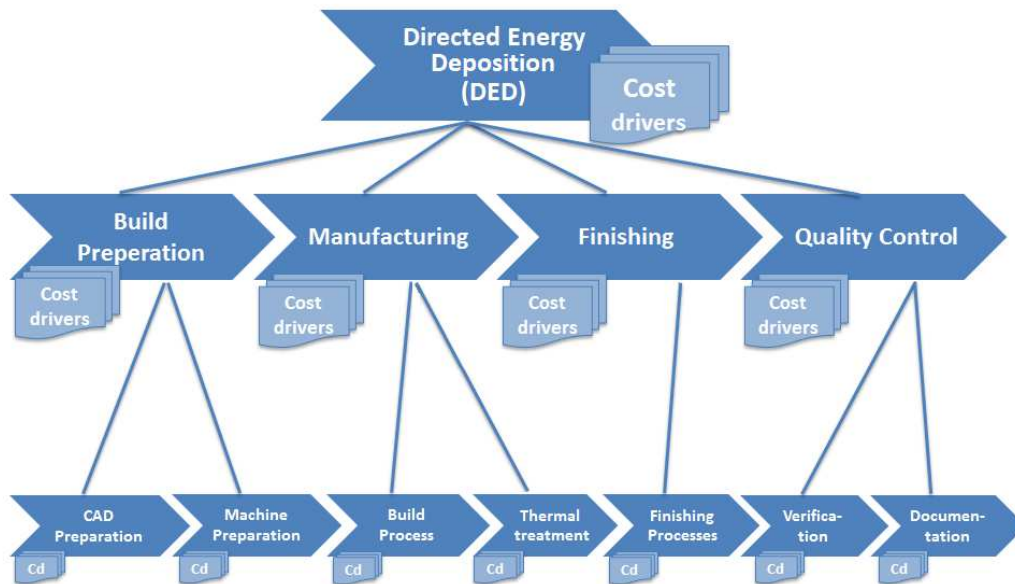 Directed Energy
Deposition
(DED)
Cost
drivers
Build
Preperation
Manufacturing
Finishing
Quality Control
Cost
drivers
Cost
drivers
Cost
drivers
Cost
drivers
CAD
Preparation
Machine
Preparation
Build
Process
Thermal
treatment
Finishing
Processes
Verifica-
tion
Documen-
tation
Cd
Cd
Cd
Cd
Cd
Cd
Cd